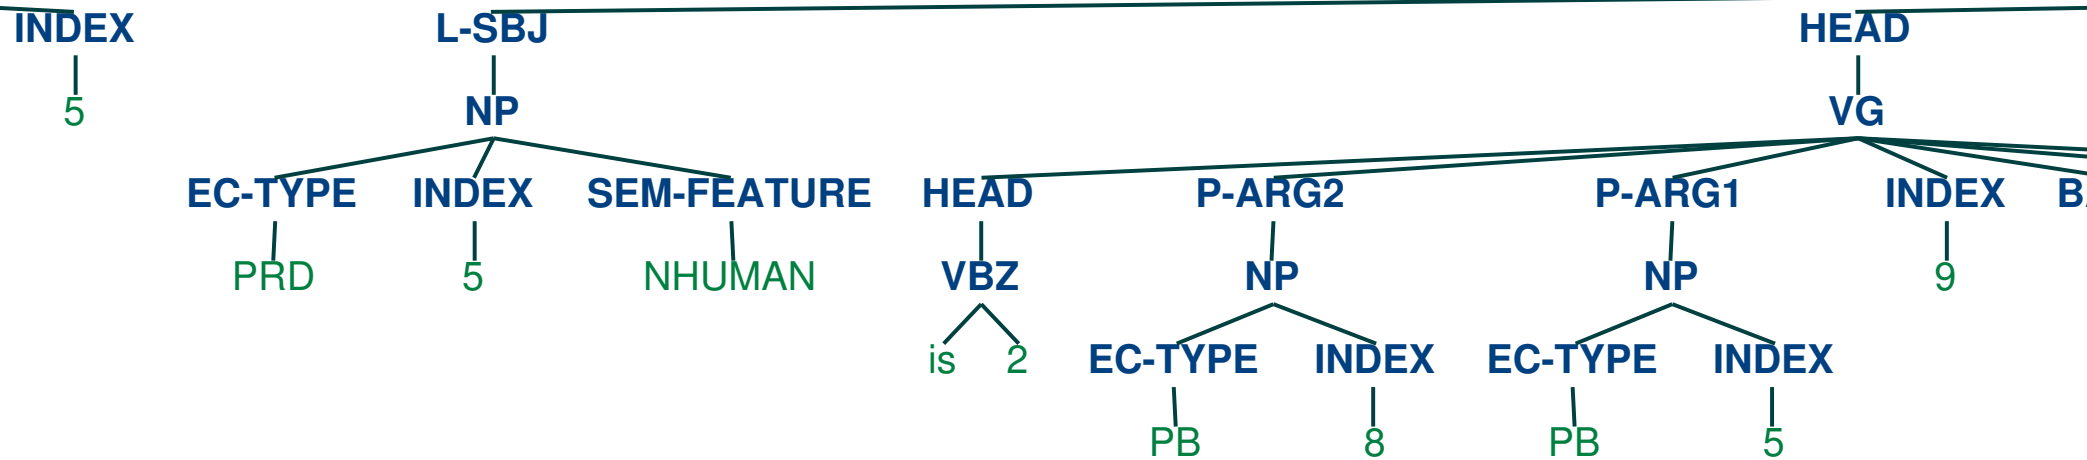 INDEX L-SBJ HEAD
5 NP VG
EC-TYPE INDEX SEM-FEATURE HEAD P-ARG2 P-ARG1 INDEX
PRD 5 NHUMAN VBZ NP NP 9
is 2 EC-TYPE INDEX EC-TYPE INDEX
PB 8 PB 5